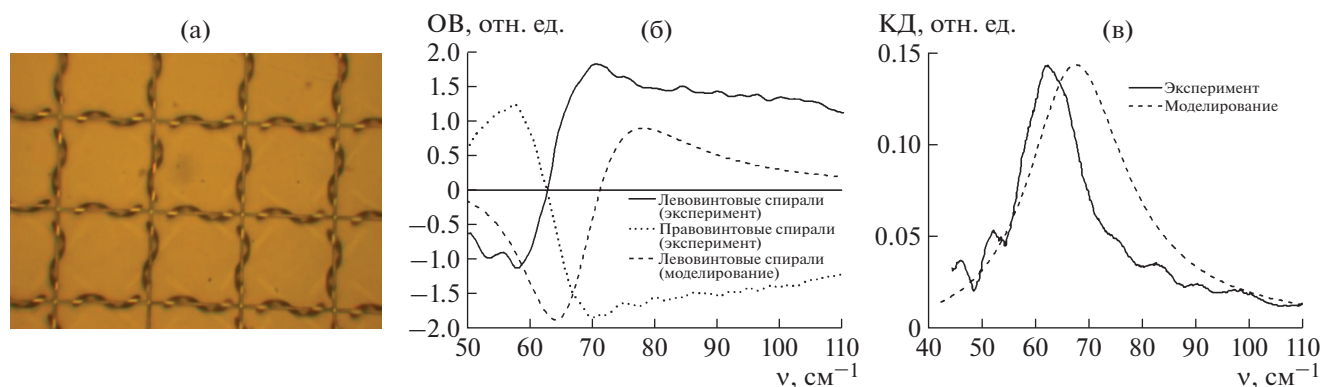 (а)
ОВ, отн. ед.
(б)
2.0
1.5
1.0
0.5
0
−0.5
−1.0
−1.5
−2.0
Левовинтовые спирали
(эксперимент)
Правовинтовые спирали
(эксперимент)
Левовинтовые спирали
(моделирование)
50 60 70 80 90 100 110
ν, см⁻¹
КД, отн. ед.
(в)
0.15
0.10
0.05
0
Эксперимент
Моделирование
40 50 60 70 80 90 100 110
ν, см⁻¹